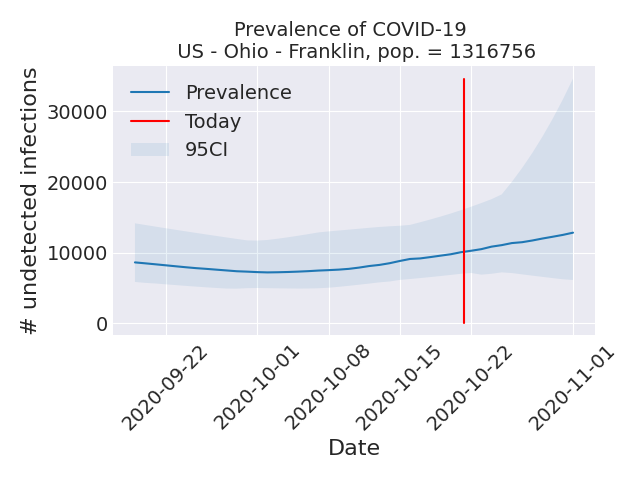 Prevalence of COVID-19
US - Ohio - Franklin, pop. = 1316756
# undetected infections
30000
20000
10000
0
Prevalence
Today
95CI
2020-09-22
2020-10-01
2020-10-08
2020-10-15
2020-10-22
2020-11-01
Date